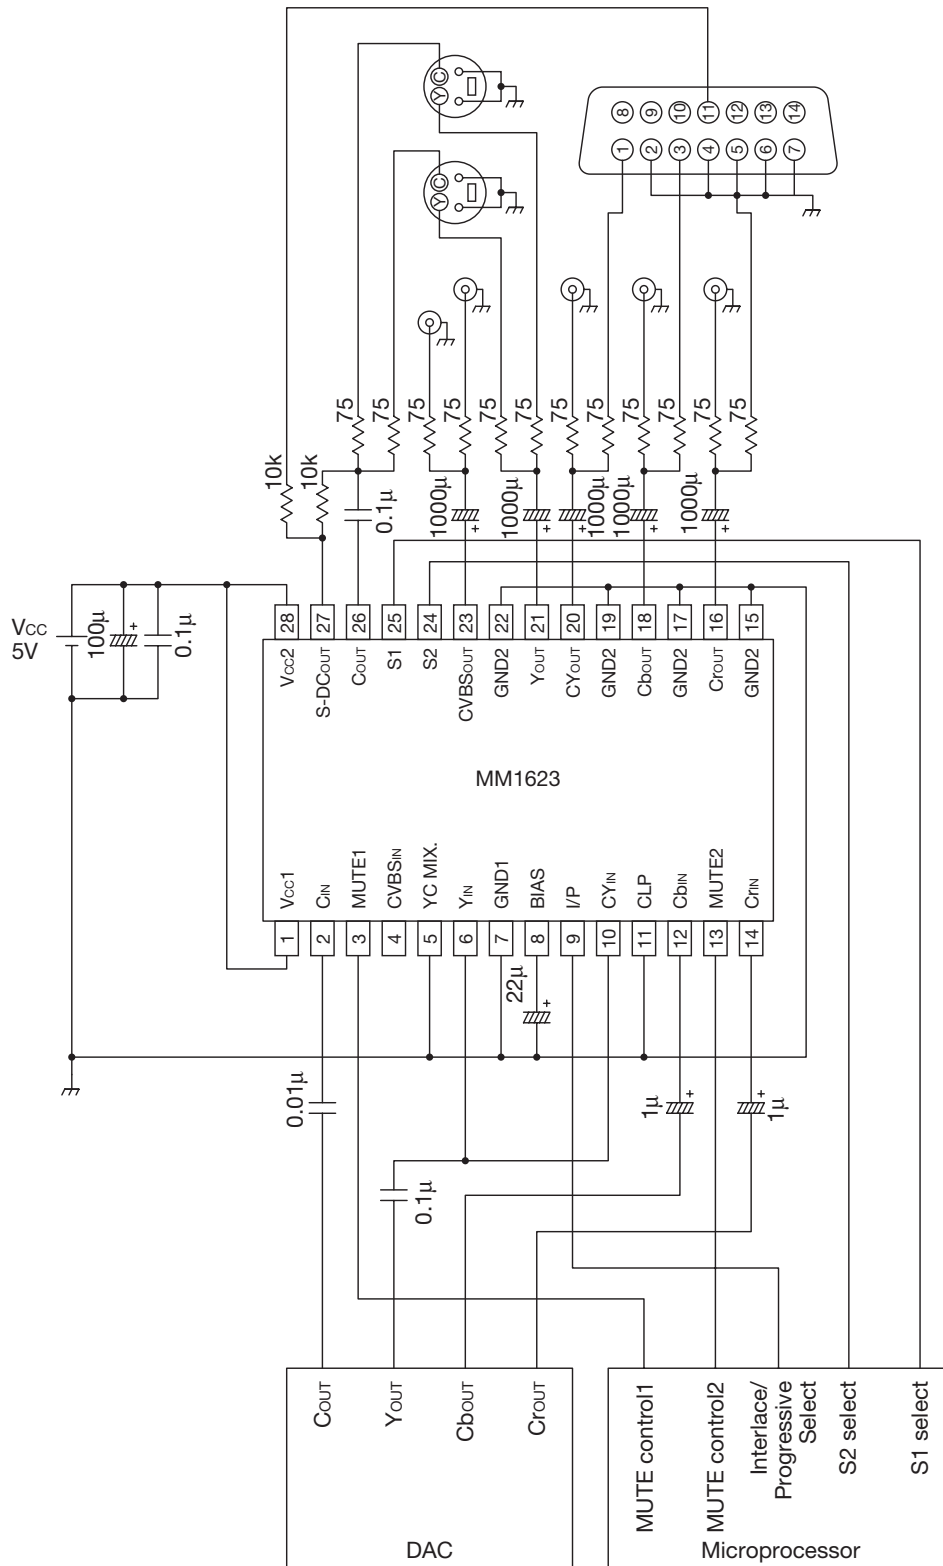 8 9 10 11 12 13 14
1 2 3 4 5 6 7
C
Y
C
Y
10k
10k
75
75
75
75
75
75
75
75
75
75
75
0.1µ
1000µ
1000µ
1000µ
1000µ
1000µ
VCC
5V
100µ
0.1µ
28 27 26 25 24 23 22 21 20 19 18 17 16 15
VCC2
S-DCOUT
COUT
S1
S2
CVBSOUT
GND2
YOUT
CYOUT
GND2
CbOUT
GND2
CrOUT
GND2
MM1623
VCC1
CIN
MUTE1
CVBSIN
YC MIX.
YIN
GND1
BIAS
I/P
CYIN
CLP
CbIN
MUTE2
CrIN
1 2 3 4 5 6 7 8 9 10 11 12 13 14
22µ
+
0.01µ
0.1µ
1µ
+
1µ
+
COUT
YOUT
CbOUT
CrOUT
DAC
MUTE control1
MUTE control2
Interlace/
Progressive
Select
S2 select
S1 select
Microprocessor